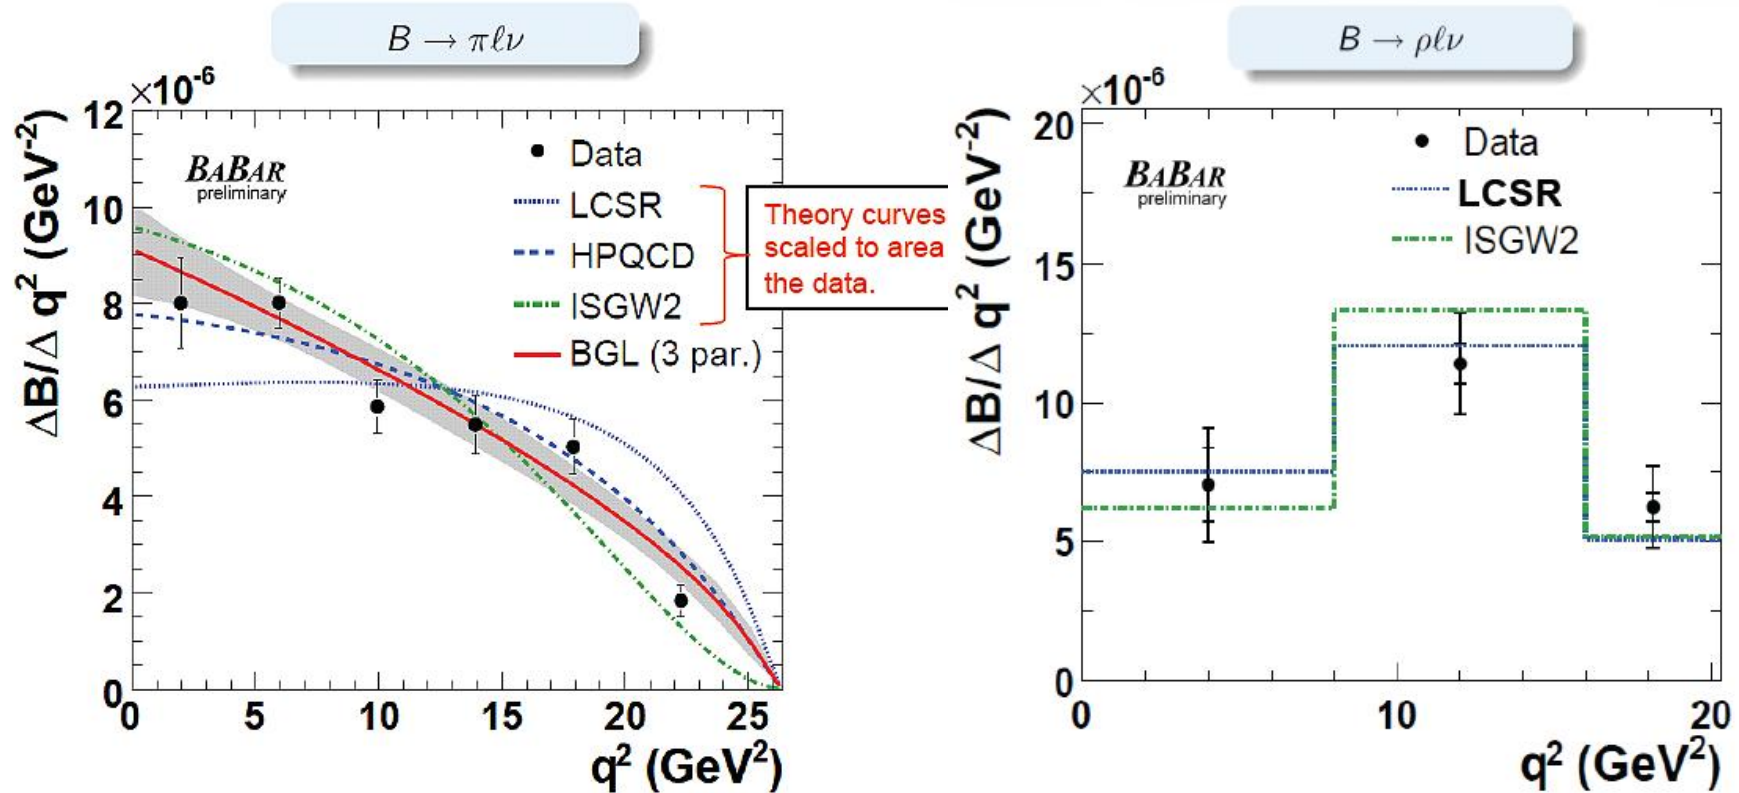 B → πℓν
×10⁻⁶
ΔB/Δ q² (GeV⁻²)
12
10
8
6
4
2
0
BABAR
preliminary
Data
LCSR
HPQCD
ISGW2
BGL (3 par.)
Theory curves
scaled to area
the data.
0 5 10 15 20 25
q² (GeV²)
B → ρℓν
×10⁻⁶
ΔB/Δ q² (GeV⁻²)
20
15
10
5
0
BABAR
preliminary
Data
LCSR
ISGW2
0 10 20
q² (GeV²)